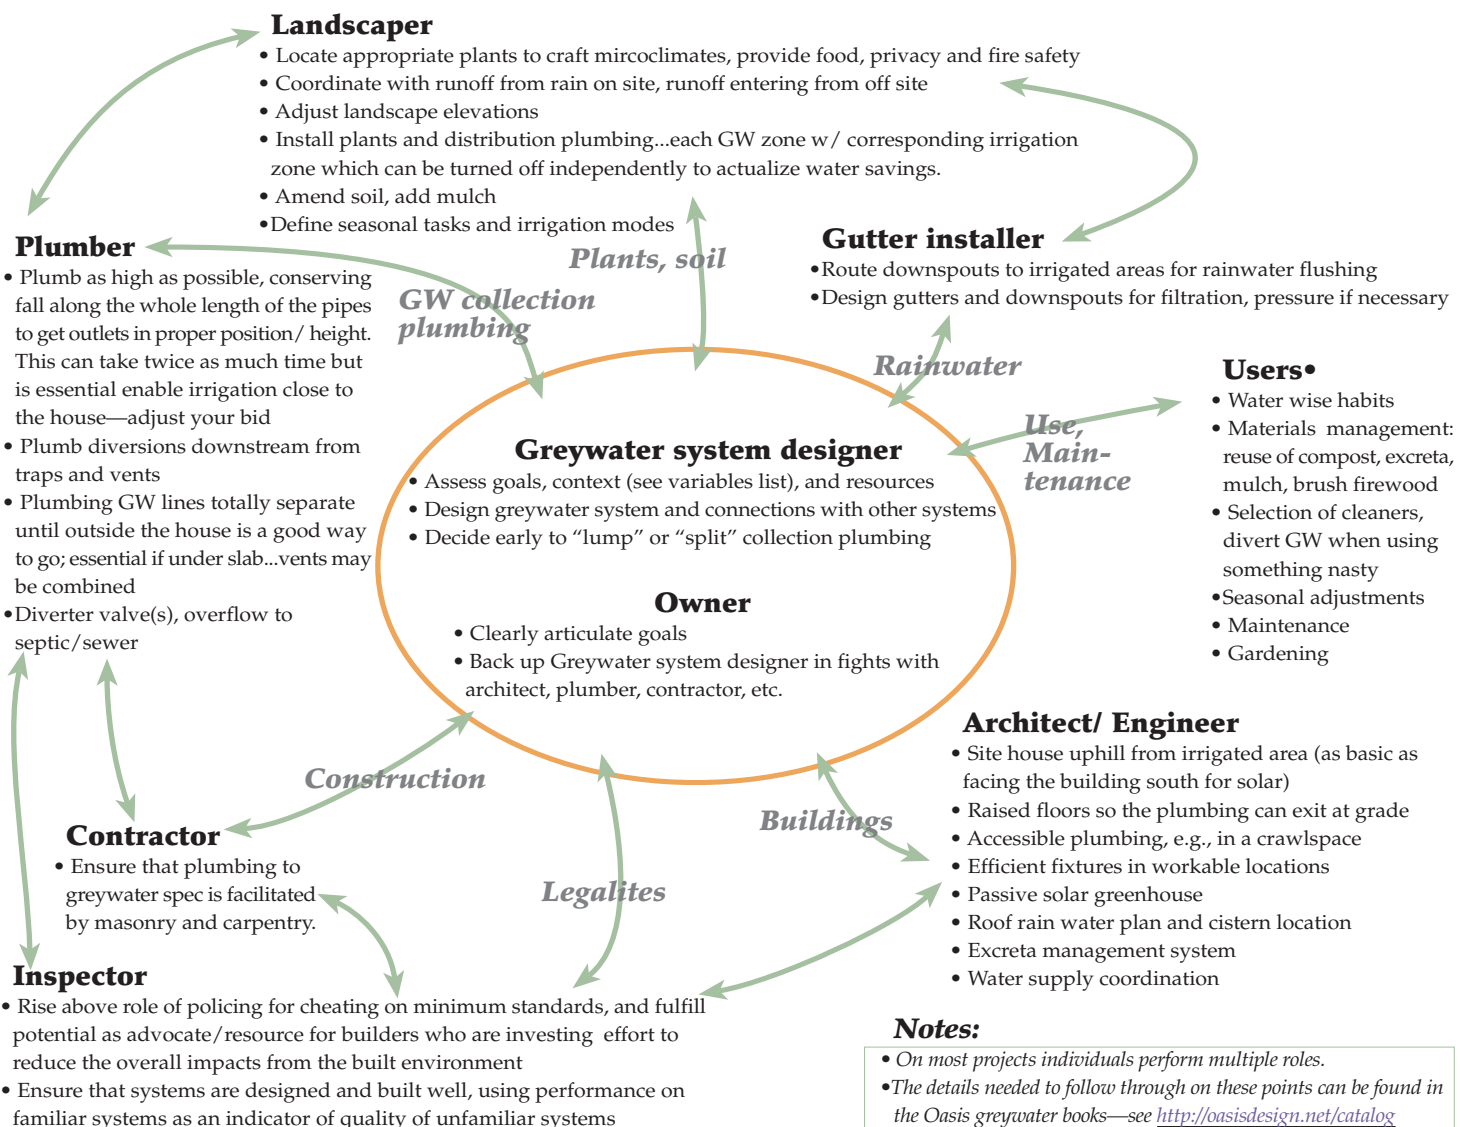 Landscaper
• Locate appropriate plants to craft mircoclimates, provide food, privacy and fire safety
• Coordinate with runoff from rain on site, runoff entering from off site
• Adjust landscape elevations
• Install plants and distribution plumbing...each GW zone w/ corresponding irrigation
zone which can be turned off independently to actualize water savings.
• Amend soil, add mulch
•Define seasonal tasks and irrigation modes
Plumber
• Plumb as high as possible, conserving
fall along the whole length of the pipes
to get outlets in proper position/ height.
This can take twice as much time but
is essential enable irrigation close to
the house—adjust your bid
• Plumb diversions downstream from
traps and vents
• Plumbing GW lines totally separate
until outside the house is a good way
to go; essential if under slab...vents may
be combined
•Diverter valve(s), overflow to
septic/sewer
GW collection
plumbing
Plants, soil
Gutter installer
•Route downspouts to irrigated areas for rainwater flushing
•Design gutters and downspouts for filtration, pressure if necessary
Rainwater
Users•
• Water wise habits
• Materials management:
reuse of compost, excreta,
mulch, brush firewood
• Selection of cleaners,
divert GW when using
something nasty
•Seasonal adjustments
• Maintenance
• Gardening
Use,
Main-
tenance
Greywater system designer
• Assess goals, context (see variables list), and resources
• Design greywater system and connections with other systems
• Decide early to “lump” or “split” collection plumbing
Owner
• Clearly articulate goals
• Back up Greywater system designer in fights with
architect, plumber, contractor, etc.
Construction
Contractor
• Ensure that plumbing to
greywater spec is facilitated
by masonry and carpentry.
Legalites
Buildings
Architect/ Engineer
• Site house uphill from irrigated area (as basic as
facing the building south for solar)
• Raised floors so the plumbing can exit at grade
• Accessible plumbing, e.g., in a crawlspace
• Efficient fixtures in workable locations
• Passive solar greenhouse
• Roof rain water plan and cistern location
• Excreta management system
• Water supply coordination
Inspector
• Rise above role of policing for cheating on minimum standards, and fulfill
potential as advocate/resource for builders who are investing effort to
reduce the overall impacts from the built environment
• Ensure that systems are designed and built well, using performance on
familiar systems as an indicator of quality of unfamiliar systems
Notes:
• On most projects individuals perform multiple roles.
•The details needed to follow through on these points can be found in
the Oasis greywater books—see http://oasisdesign.net/catalog